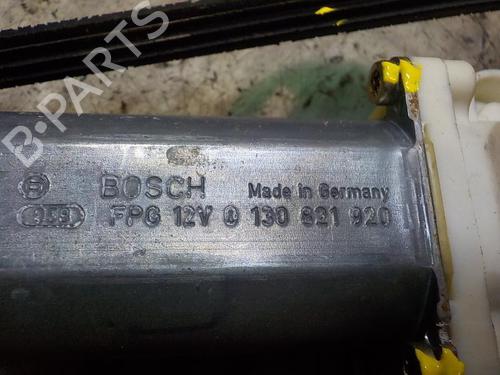 BOSCH Made in Germany
FPG 12V 0 130 821 920
B-PARTS